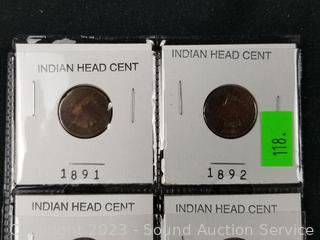 INDIAN HEAD CENT
INDIAN HEAD CENT
1891
1892
118.
INDIAN HEAD CENT
INDIAN HEAD CENT
Copyright 2023 - Sound Auction Service